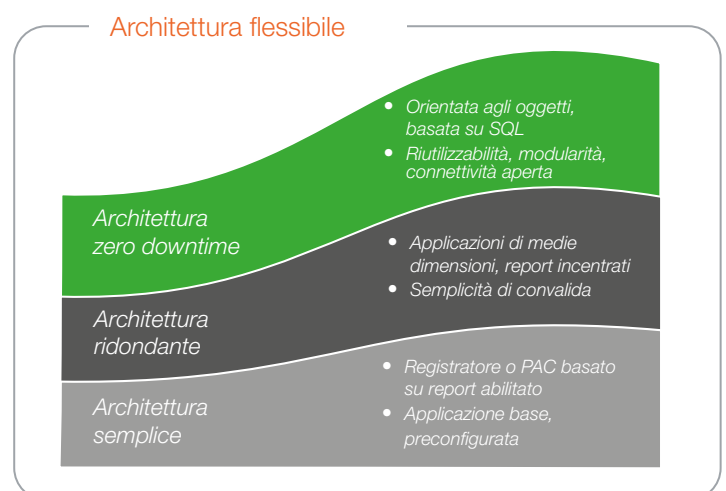 Architettura flessibile
Architettura
zero downtime
• Orientata agli oggetti,
basata su SQL
• Riutilizzabilità, modularità,
connettività aperta
Architettura
ridondante
• Applicazioni di medie
dimensioni, report incentrati
• Semplicità di convalida
Architettura
semplice
• Registratore o PAC basato
su report abilitato
• Applicazione base,
preconfigurata